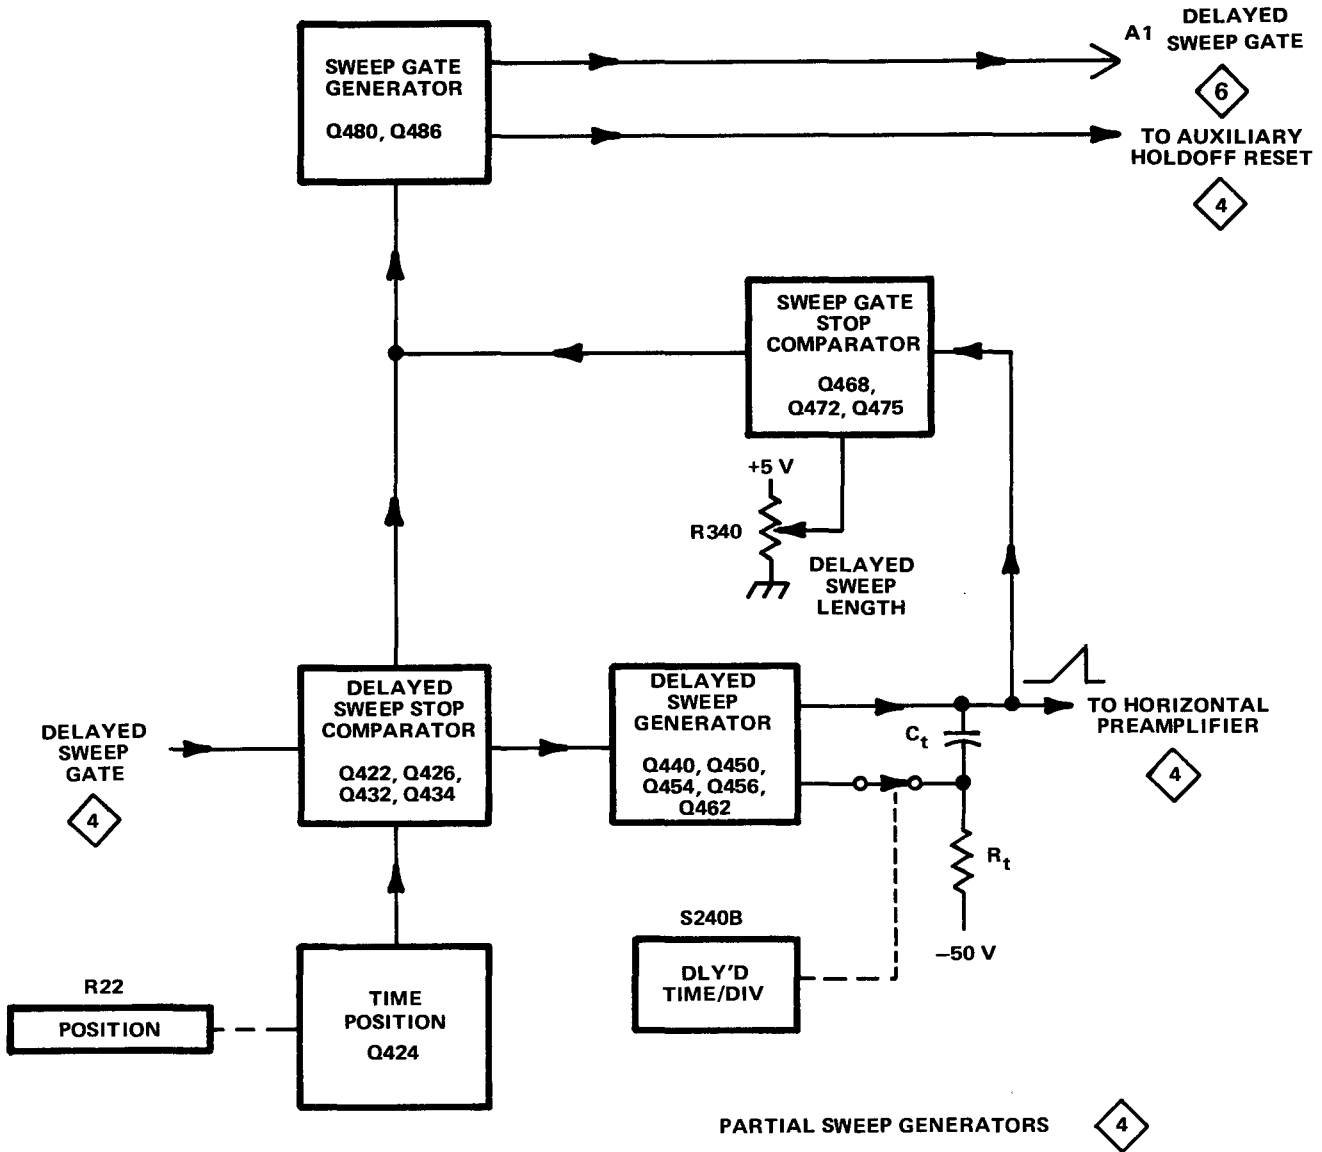 SWEEP GATE
GENERATOR
Q480, Q486
A1
DELAYED
SWEEP GATE
6
TO AUXILIARY
HOLDOFF RESET
4
SWEEP GATE
STOP
COMPARATOR
Q468,
Q472, Q475
+5 V
R340
DELAYED
SWEEP
LENGTH
DELAYED
SWEEP
GATE
4
DELAYED
SWEEP STOP
COMPARATOR
Q422, Q426,
Q432, Q434
DELAYED
SWEEP
GENERATOR
Q440, Q450,
Q454, Q456,
Q462
Ct
TO HORIZONTAL
PREAMPLIFIER
4
Rt
−50 V
S240B
DLY'D
TIME/DIV
R22
POSITION
TIME
POSITION
Q424
PARTIAL SWEEP GENERATORS
4